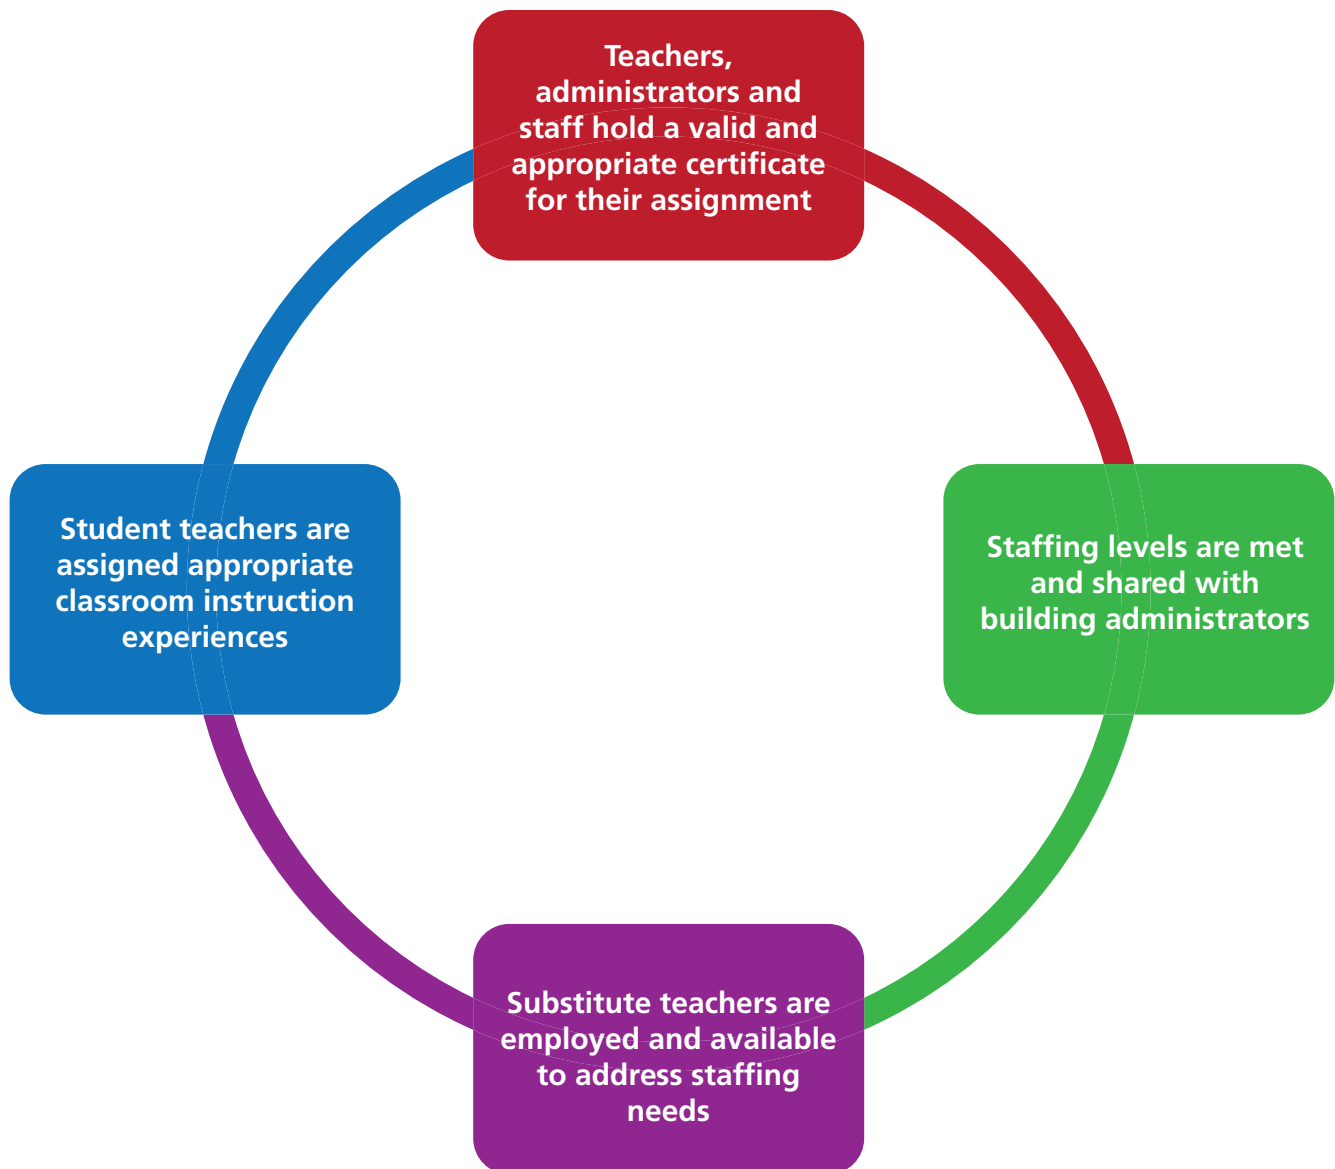 Teachers,
administrators and
staff hold a valid and
appropriate certificate
for their assignment
Student teachers are
assigned appropriate
classroom instruction
experiences
Staffing levels are met
and shared with
building administrators
Substitute teachers are
employed and available
to address staffing
needs